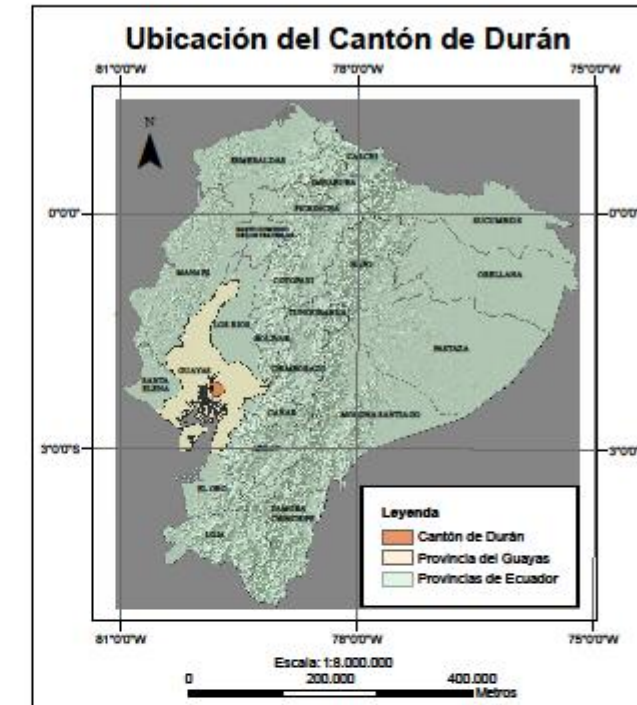 Ubicación del Cantón de Durán
81°0'0"W 78°0'0"W 75°0'0"W
N
ESMERALDAS
CARCHI
IMBABURA
PICHINCHA
0°0'0" 0°0'0"
SUCUMBIOS
NAPO
MANABI
COTOPAXI
ORELLANA
TUNGURAHUA
LOS RIOS
BOLIVAR
PASTAZA
CHIMBORAZO
GUAYAS
SANTA
ELENA
CAÑAR
MORONA SANTIAGO
3°0'0"S 3°0'0"
EL ORO
ZAMORA
CHINCHIPE
LOJA
Leyenda
Cantón de Durán
Provincia del Guayas
Provincias de Ecuador
81°0'0"W 78°0'0"W 75°0'0"W
Escala: 1:8.000.000
0 200.000 400.000
Metros